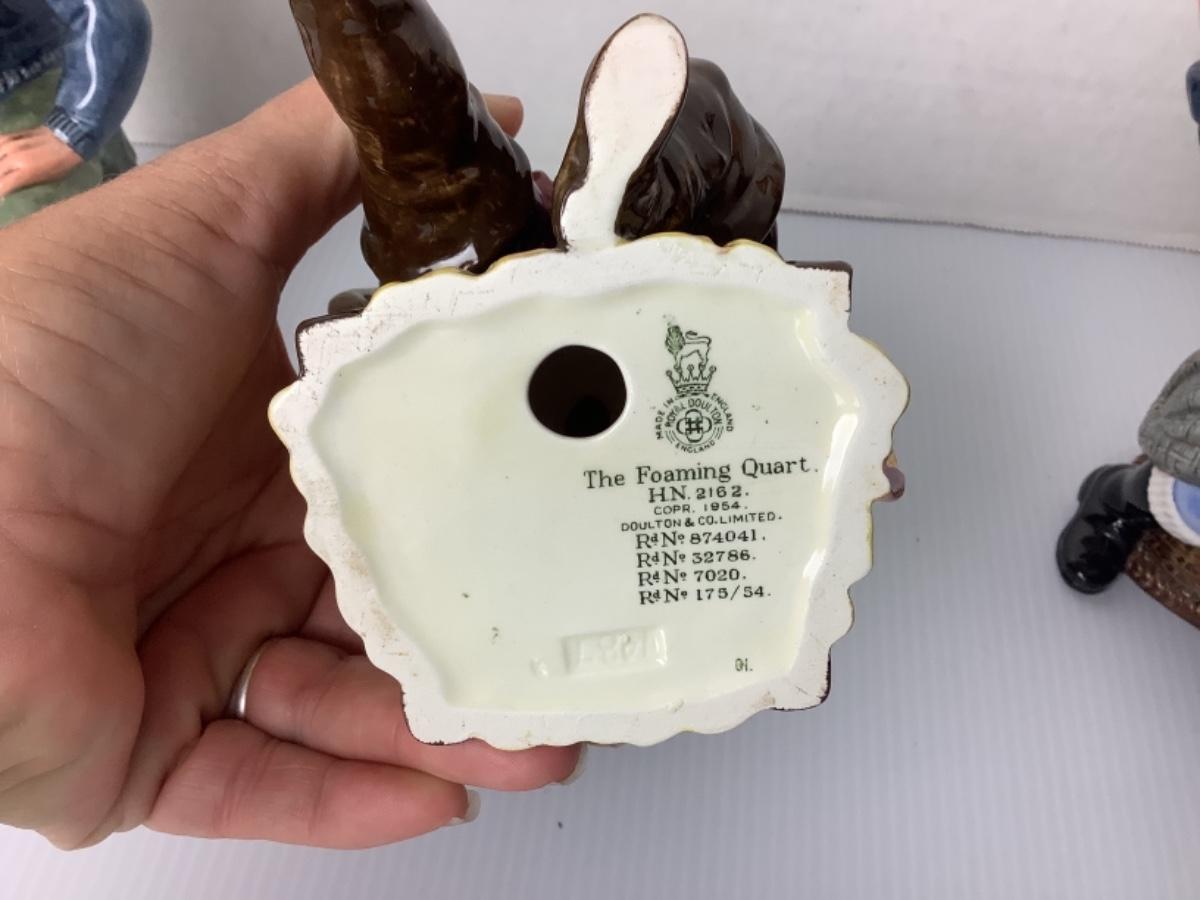 MADE IN ENGLAND
ROYAL DOULTON
ENGLAND
The Foaming Quart.
H.N. 2162.
COPR. 1954.
DOULTON & CO. LIMITED.
Rd No 874041.
Rd No 32786.
Rd No 7020.
Rd No 175/54.